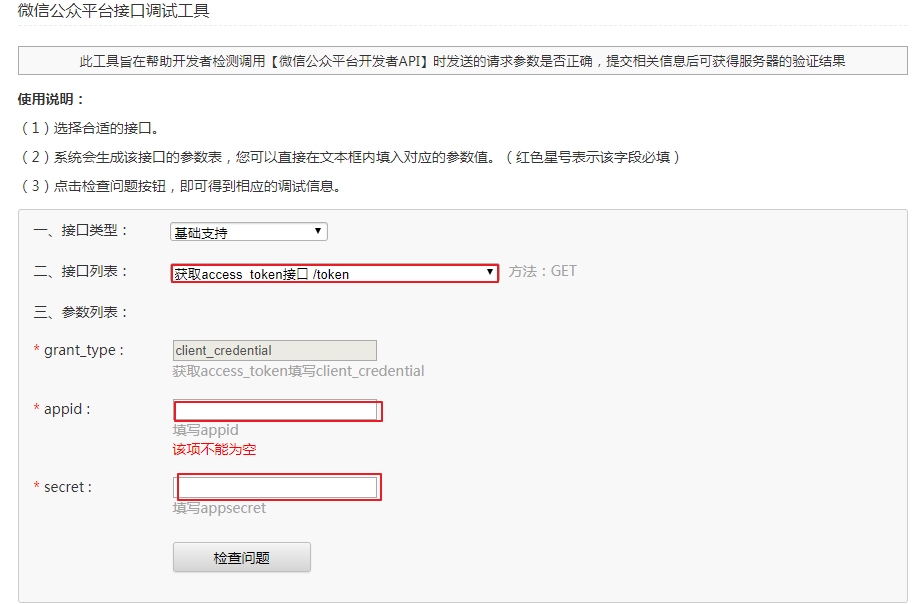 微信公众平台接口调试工具
此工具旨在帮助开发者检测调用【微信公众平台开发者API】时发送的请求参数是否正确，提交相关信息后可获得服务器的验证结果
使用说明：
（1）选择合适的接口。
（2）系统会生成该接口的参数表，您可以直接在文本框内填入对应的参数值。（红色星号表示该字段必填）
（3）点击检查问题按钮，即可得到相应的调试信息。
一、接口类型： 基础支持
二、接口列表： 获取access_token接口 /token 方法：GET
三、参数列表：
* grant_type : client_credential
获取access_token填写client_credential
* appid :
填写appid
该项不能为空
* secret :
填写appsecret
检查问题